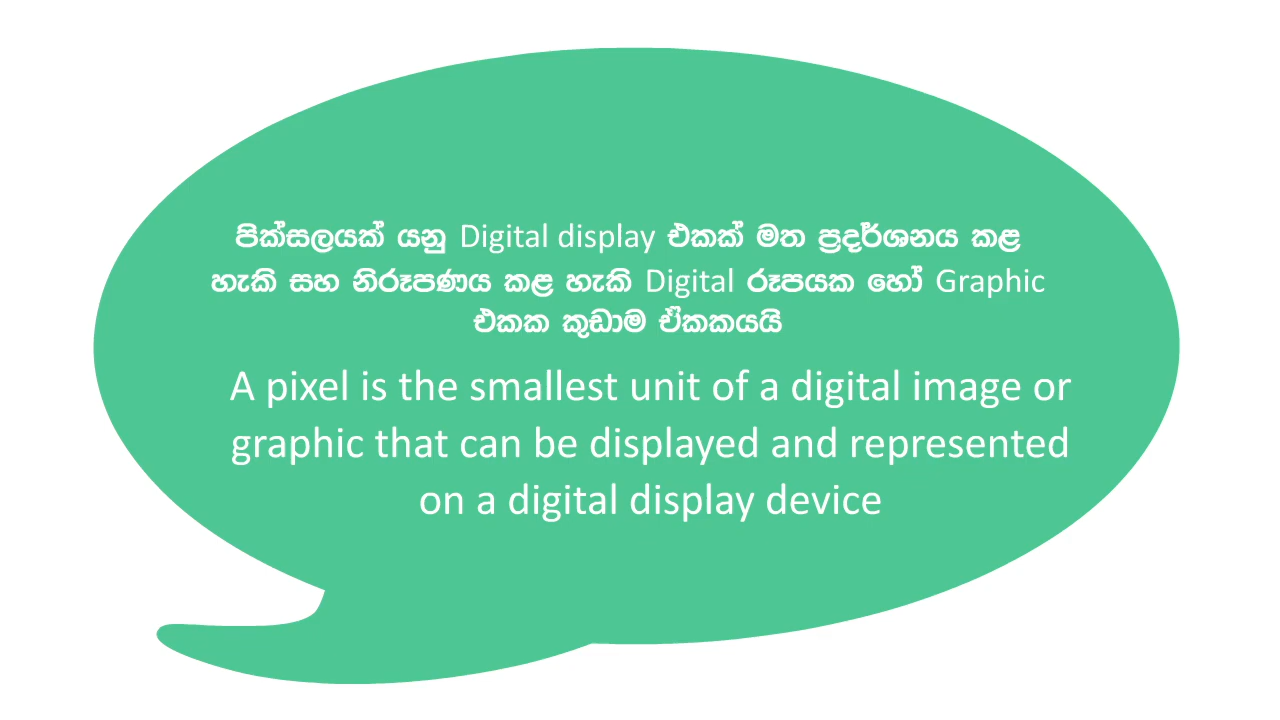 පික්සලයක් යනු Digital display එකක් මත ප්‍රදර්ශනය කළ
හැකි සහ නිරූපණය කළ හැකි Digital රූපයක හෝ Graphic
එකක කුඩාම ඒකකයයි
A pixel is the smallest unit of a digital image or
graphic that can be displayed and represented
on a digital display device